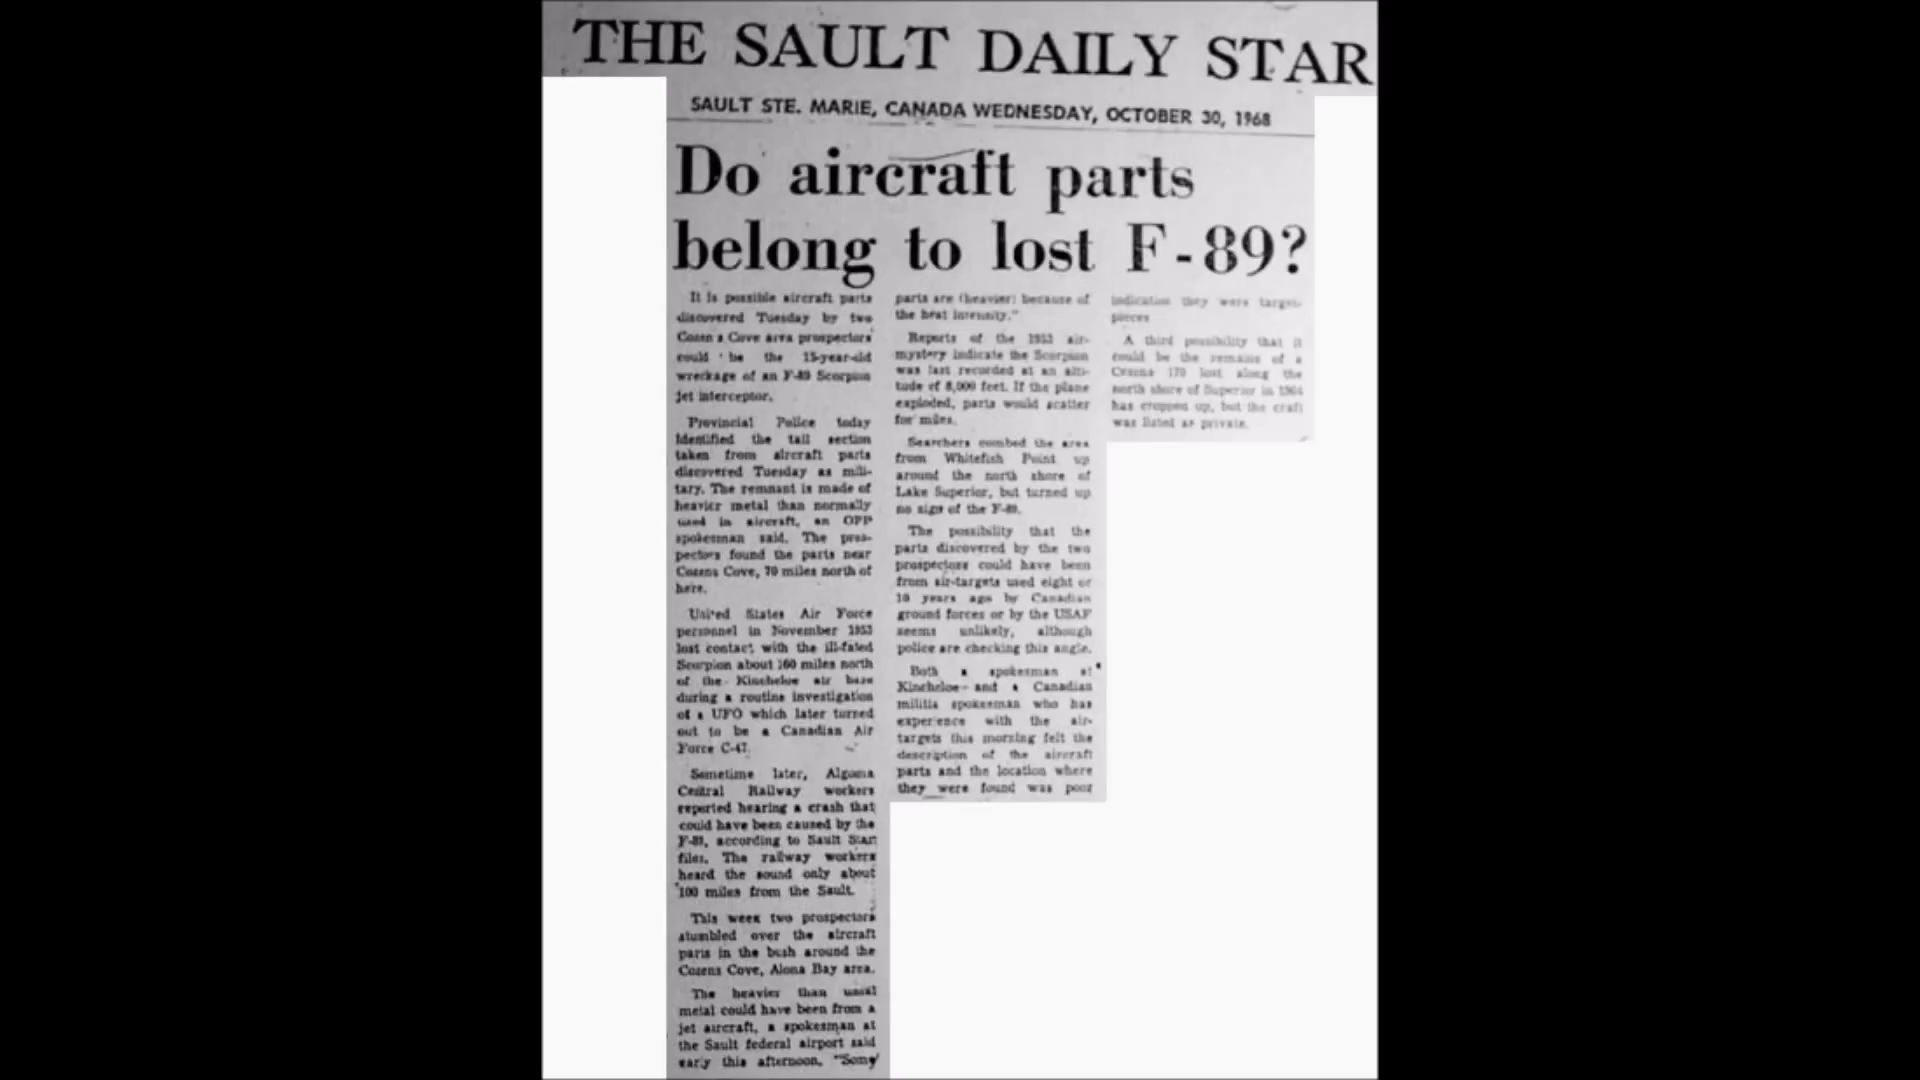 THE SAULT DAILY STAR
SAULT STE. MARIE, CANADA WEDNESDAY, OCTOBER 30, 1968
Do aircraft parts
belong to lost F-89?
It is possible aircraft parts
discovered Tuesday by two
Cozens Cove area prospectors
could be the 15-year-old
wreckage of an F-89 Scorpion
jet interceptor.
Provincial Police today
identified the tail section
taken from aircraft parts
discovered Tuesday as mili-
tary. The remnant is made of
heavier metal than normally
used in aircraft, an OPP
spokesman said. The pros-
pectors found the parts near
Cozens Cove, 70 miles north of
here.
United States Air Force
personnel in November 1953
lost contact with the ill-fated
Scorpion about 160 miles north
of the Kincheloe air base
during a routine investigation
of a UFO which later turned
out to be a Canadian Air
Force C-47.
Sometime later, Algoma
Central Railway workers
reported hearing a crash that
could have been caused by the
F-89, according to Sault Star
files. The railway workers
heard the sound only about
100 miles from the Sault.
This week two prospectors
stumbled over the aircraft
parts in the bush around the
Cozens Cove, Alona Bay area.
The heavier than usual
metal could have been from a
jet aircraft, a spokesman at
the Sault federal airport said
early this afternoon. "Some
parts are (heavier) because of
the heat intensity."
Reports of the 1953 air-
mystery indicate the Scorpion
was last recorded at an alti-
tude of 8,000 feet. If the plane
exploded, parts would scatter
for miles.
Searchers combed the area
from Whitefish Point up
around the north shore of
Lake Superior, but turned up
no sign of the F-89.
The possibility that the
parts discovered by the two
prospectors could have been
from air-targets used eight or
10 years ago by Canadian
ground forces or by the USAF
seems unlikely, although
police are checking this angle.
Both a spokesman at
Kincheloe and a Canadian
militia spokesman who has
experience with the air-
targets this morning felt the
description of the aircraft
parts and the location where
they were found was poor
indication they were target-
pieces
A third possibility that it
could be the remains of a
Cessna 170 lost along the
north shore of Superior in 1964
has cropped up, but the craft
was listed as private.